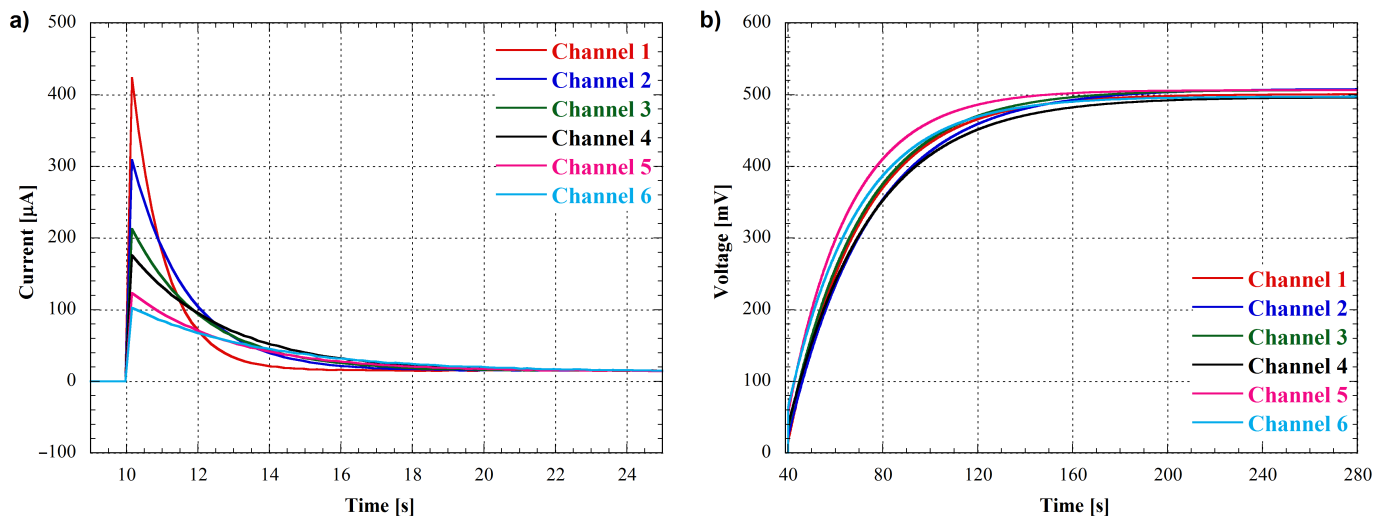 a)
500
400
300
200
100
0
−100
Current [µA]
10
12
14
16
18
20
22
24
Time [s]
Channel 1
Channel 2
Channel 3
Channel 4
Channel 5
Channel 6
b)
600
500
400
300
200
100
0
Voltage [mV]
40
80
120
160
200
240
280
Time [s]
Channel 1
Channel 2
Channel 3
Channel 4
Channel 5
Channel 6